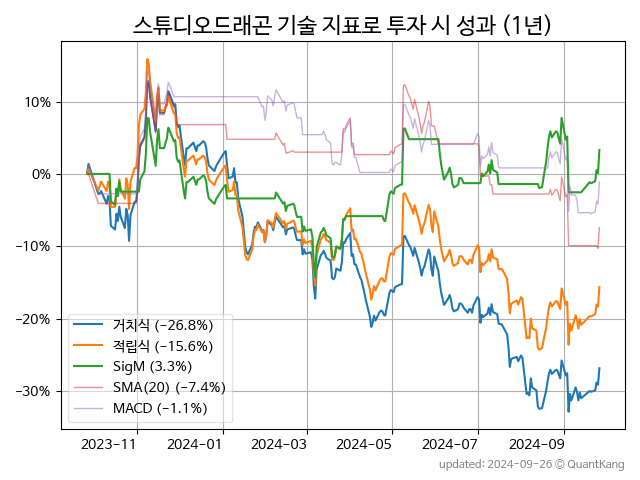 스튜디오드래곤 기술 지표로 투자 시 성과 (1년)
10%
0%
−10%
−20%
−30%
거치식 (−26.8%)
적립식 (−15.6%)
SigM (3.3%)
SMA(20) (−7.4%)
MACD (−1.1%)
2023-11 2024-01 2024-03 2024-05 2024-07 2024-09
updated: 2024-09-26 © QuantKang